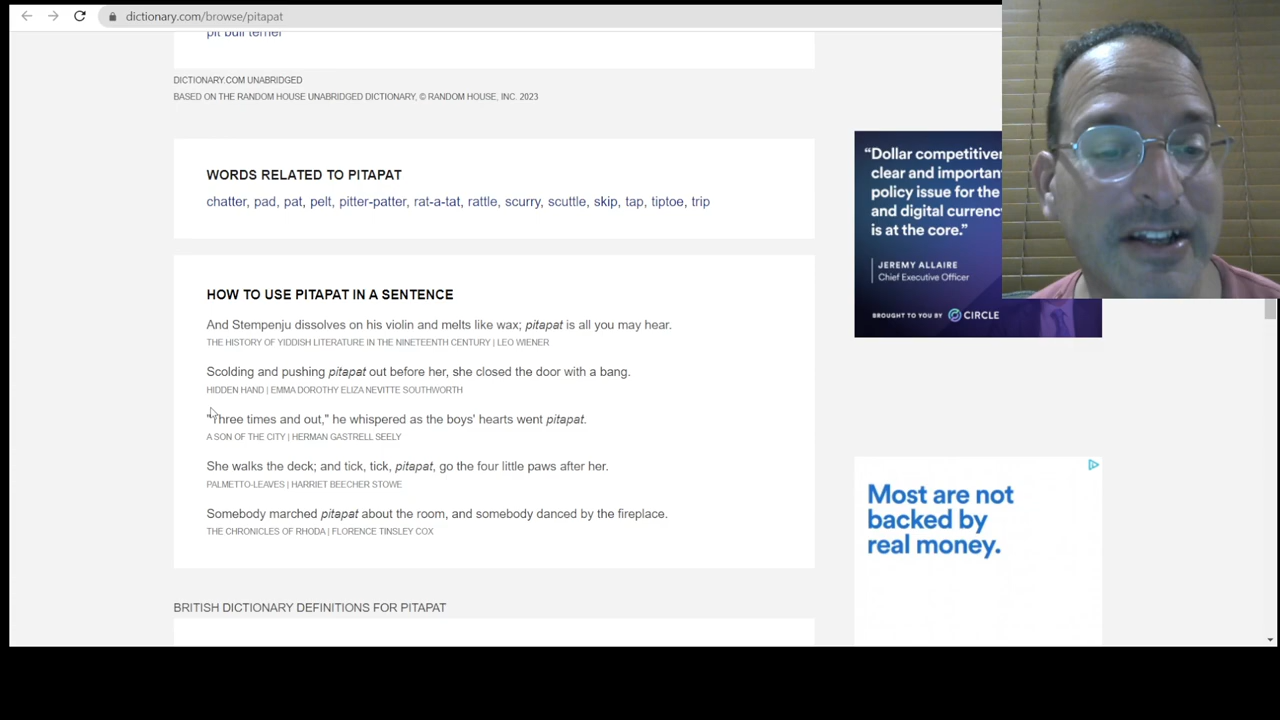 dictionary.com/browse/pitapat
pit bull terrier
DICTIONARY.COM UNABRIDGED
BASED ON THE RANDOM HOUSE UNABRIDGED DICTIONARY, © RANDOM HOUSE, INC. 2023
WORDS RELATED TO PITAPAT
chatter, pad, pat, pelt, pitter-patter, rat-a-tat, rattle, scurry, scuttle, skip, tap, tiptoe, trip
HOW TO USE PITAPAT IN A SENTENCE
And Stempenju dissolves on his violin and melts like wax; pitapat is all you may hear.
THE HISTORY OF YIDDISH LITERATURE IN THE NINETEENTH CENTURY | LEO WIENER
Scolding and pushing pitapat out before her, she closed the door with a bang.
HIDDEN HAND | EMMA DOROTHY ELIZA NEVITTE SOUTHWORTH
"Three times and out," he whispered as the boys' hearts went pitapat.
A SON OF THE CITY | HERMAN GASTRELL SEELY
She walks the deck; and tick, tick, pitapat, go the four little paws after her.
PALMETTO-LEAVES | HARRIET BEECHER STOWE
Somebody marched pitapat about the room, and somebody danced by the fireplace.
THE CHRONICLES OF RHODA | FLORENCE TINSLEY COX
BRITISH DICTIONARY DEFINITIONS FOR PITAPAT
“Dollar
clear and
policy issue for the
and digital
is at the core.”
JEREMY ALLAIRE
Chief Executive Officer
BROUGHT TO YOU BY CIRCLE
Most are not
backed by
real money.